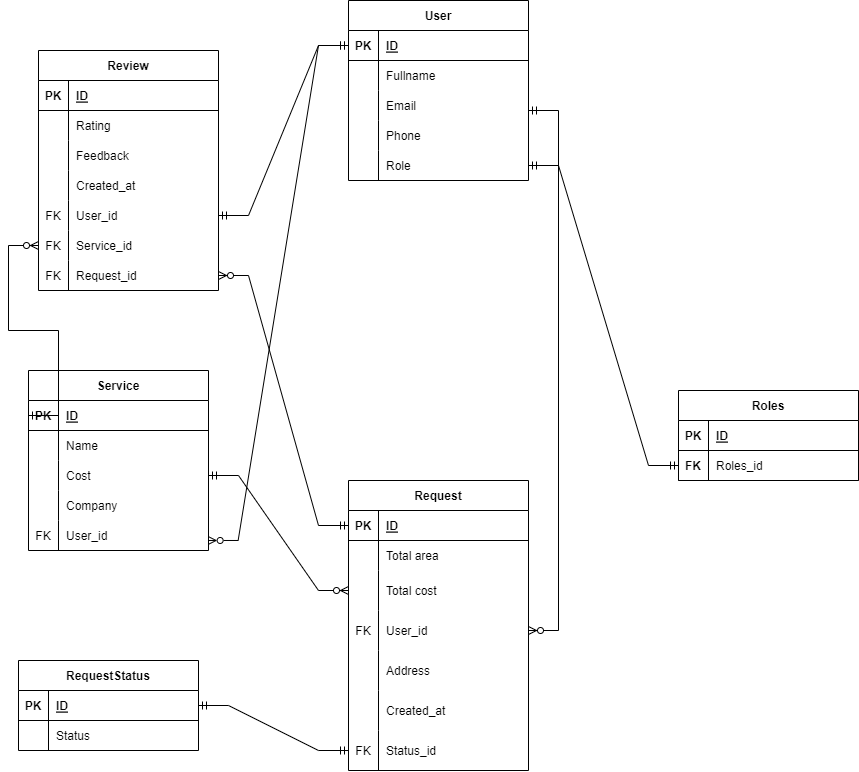 User
PK ID
Fullname
Email
Phone
Role
Review
PK ID
Rating
Feedback
Created_at
FK User_id
FK Service_id
FK Request_id
Service
PK ID
Name
Cost
Company
FK User_id
Roles
PK ID
FK Roles_id
Request
PK ID
Total area
Total cost
FK User_id
Address
Created_at
FK Status_id
RequestStatus
PK ID
Status